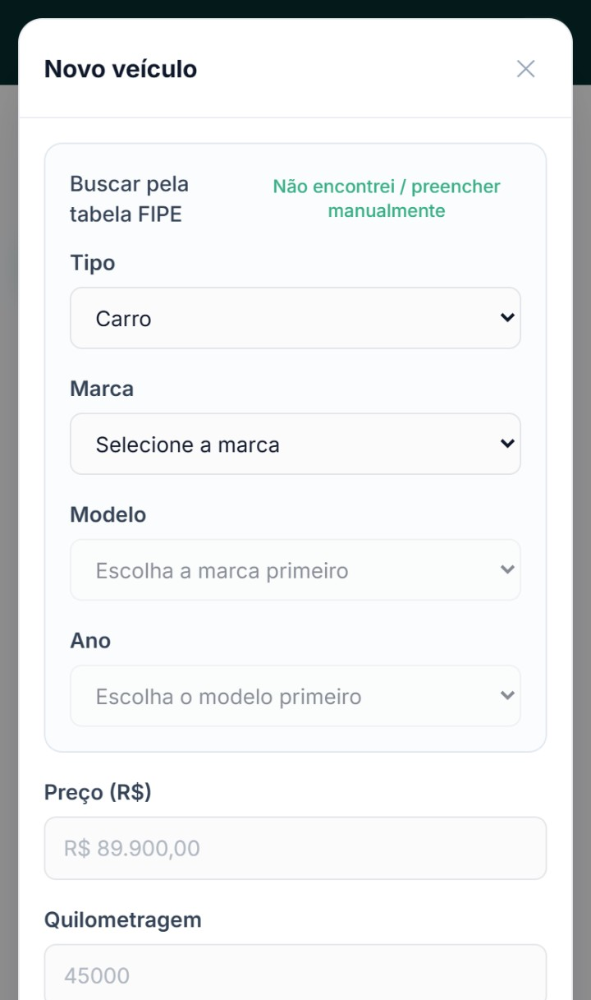 Novo veículo
Buscar pela
tabela FIPE
Não encontrei / preencher
manualmente
Tipo
Carro
Marca
Selecione a marca
Modelo
Escolha a marca primeiro
Ano
Escolha o modelo primeiro
Preço (R$)
R$ 89.900,00
Quilometragem
45000